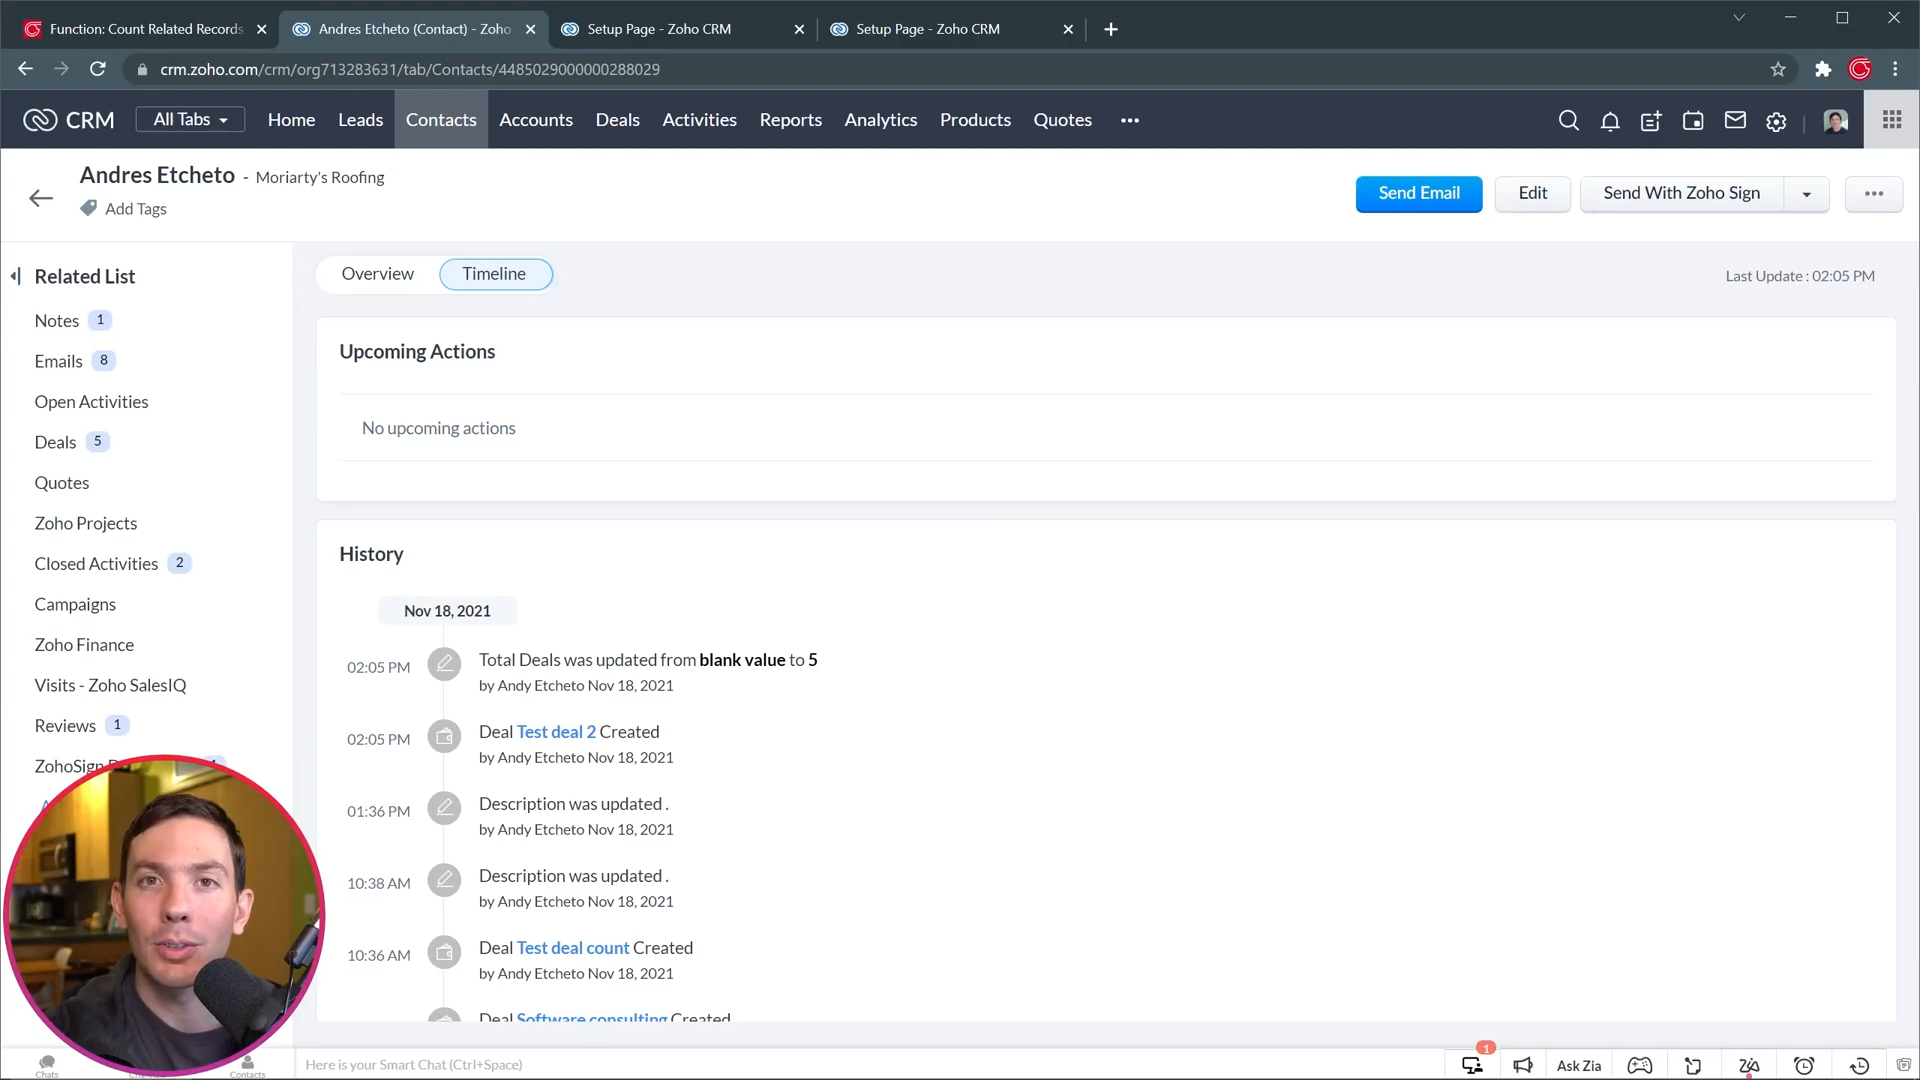 Function: Count Related Records
Andres Etcheto (Contact) - Zoho
Setup Page - Zoho CRM
Setup Page - Zoho CRM
crm.zoho.com/crm/org713283631/tab/Contacts/4485029000000288029
CRM
All Tabs
Home
Leads
Contacts
Accounts
Deals
Activities
Reports
Analytics
Products
Quotes
Andres Etcheto - Moriarty's Roofing
Add Tags
Send Email
Edit
Send With Zoho Sign
Related List
Notes 1
Emails 8
Open Activities
Deals 5
Quotes
Zoho Projects
Closed Activities 2
Campaigns
Zoho Finance
Visits - Zoho SalesIQ
Reviews 1
ZohoSign
Overview
Timeline
Last Update : 02:05 PM
Upcoming Actions
No upcoming actions
History
Nov 18, 2021
02:05 PM
Total Deals was updated from blank value to 5
by Andy Etcheto Nov 18, 2021
02:05 PM
Deal Test deal 2 Created
by Andy Etcheto Nov 18, 2021
01:36 PM
Description was updated .
by Andy Etcheto Nov 18, 2021
10:38 AM
Description was updated .
by Andy Etcheto Nov 18, 2021
10:36 AM
Deal Test deal count Created
by Andy Etcheto Nov 18, 2021
Deal Software consulting Created
Chats
Contacts
Here is your Smart Chat (Ctrl+Space)
1
Ask Zia